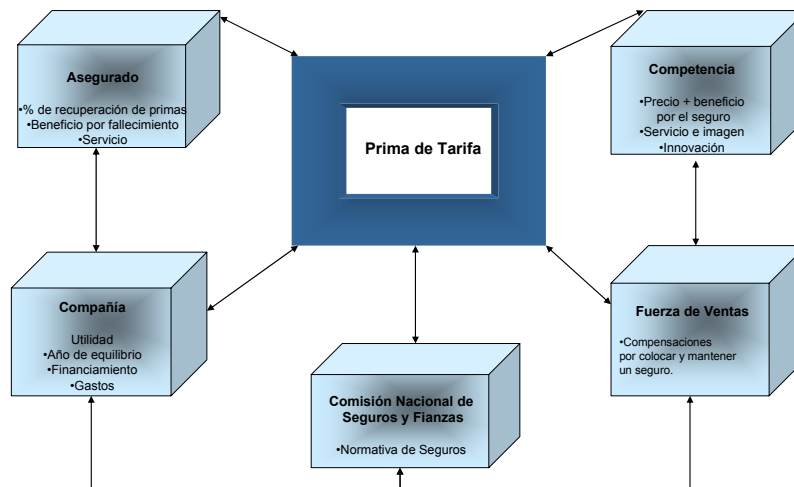 Asegurado
•% de recuperación de primas
•Beneficio por fallecimiento
•Servicio
Prima de Tarifa
Competencia
•Precio + beneficio
por el seguro
•Servicio e imagen
•Innovación
Compañía
Utilidad
•Año de equilibrio
•Financiamiento
•Gastos
Comisión Nacional de
Seguros y Fianzas
•Normativa de Seguros
Fuerza de Ventas
•Compensaciones
por colocar y mantener
un seguro.